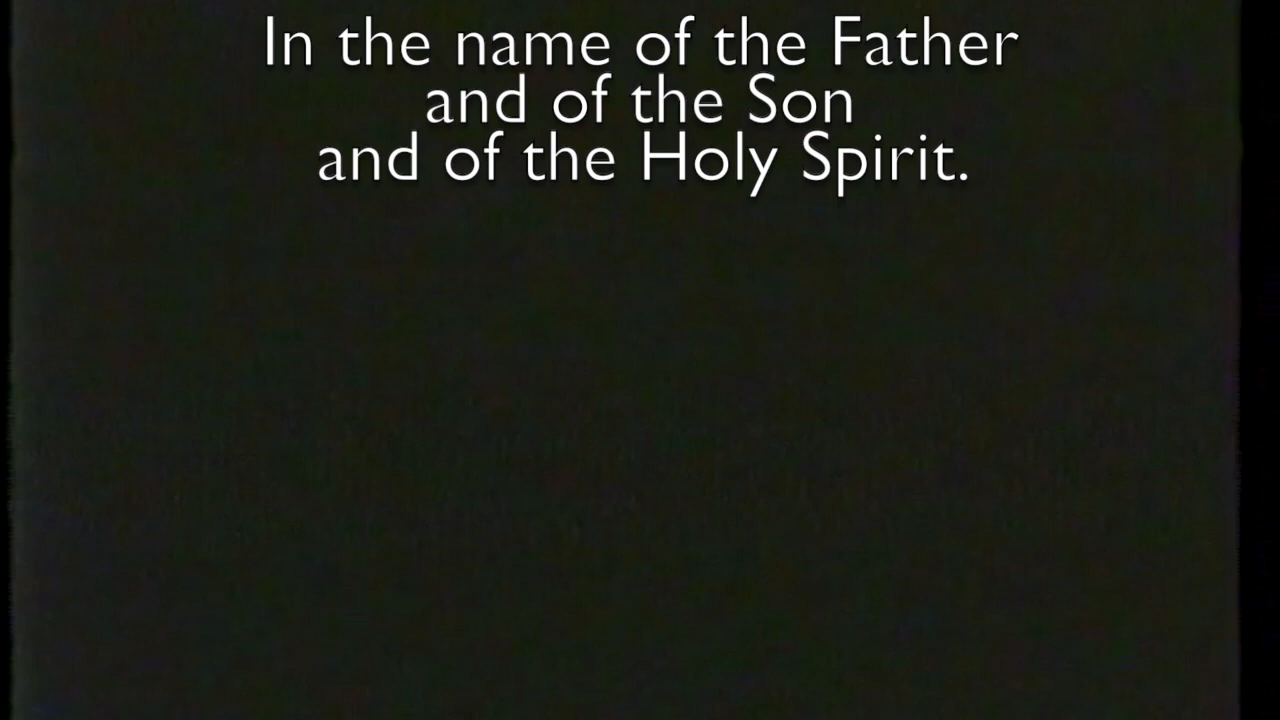 In the name of the Father
and of the Son
and of the Holy Spirit.